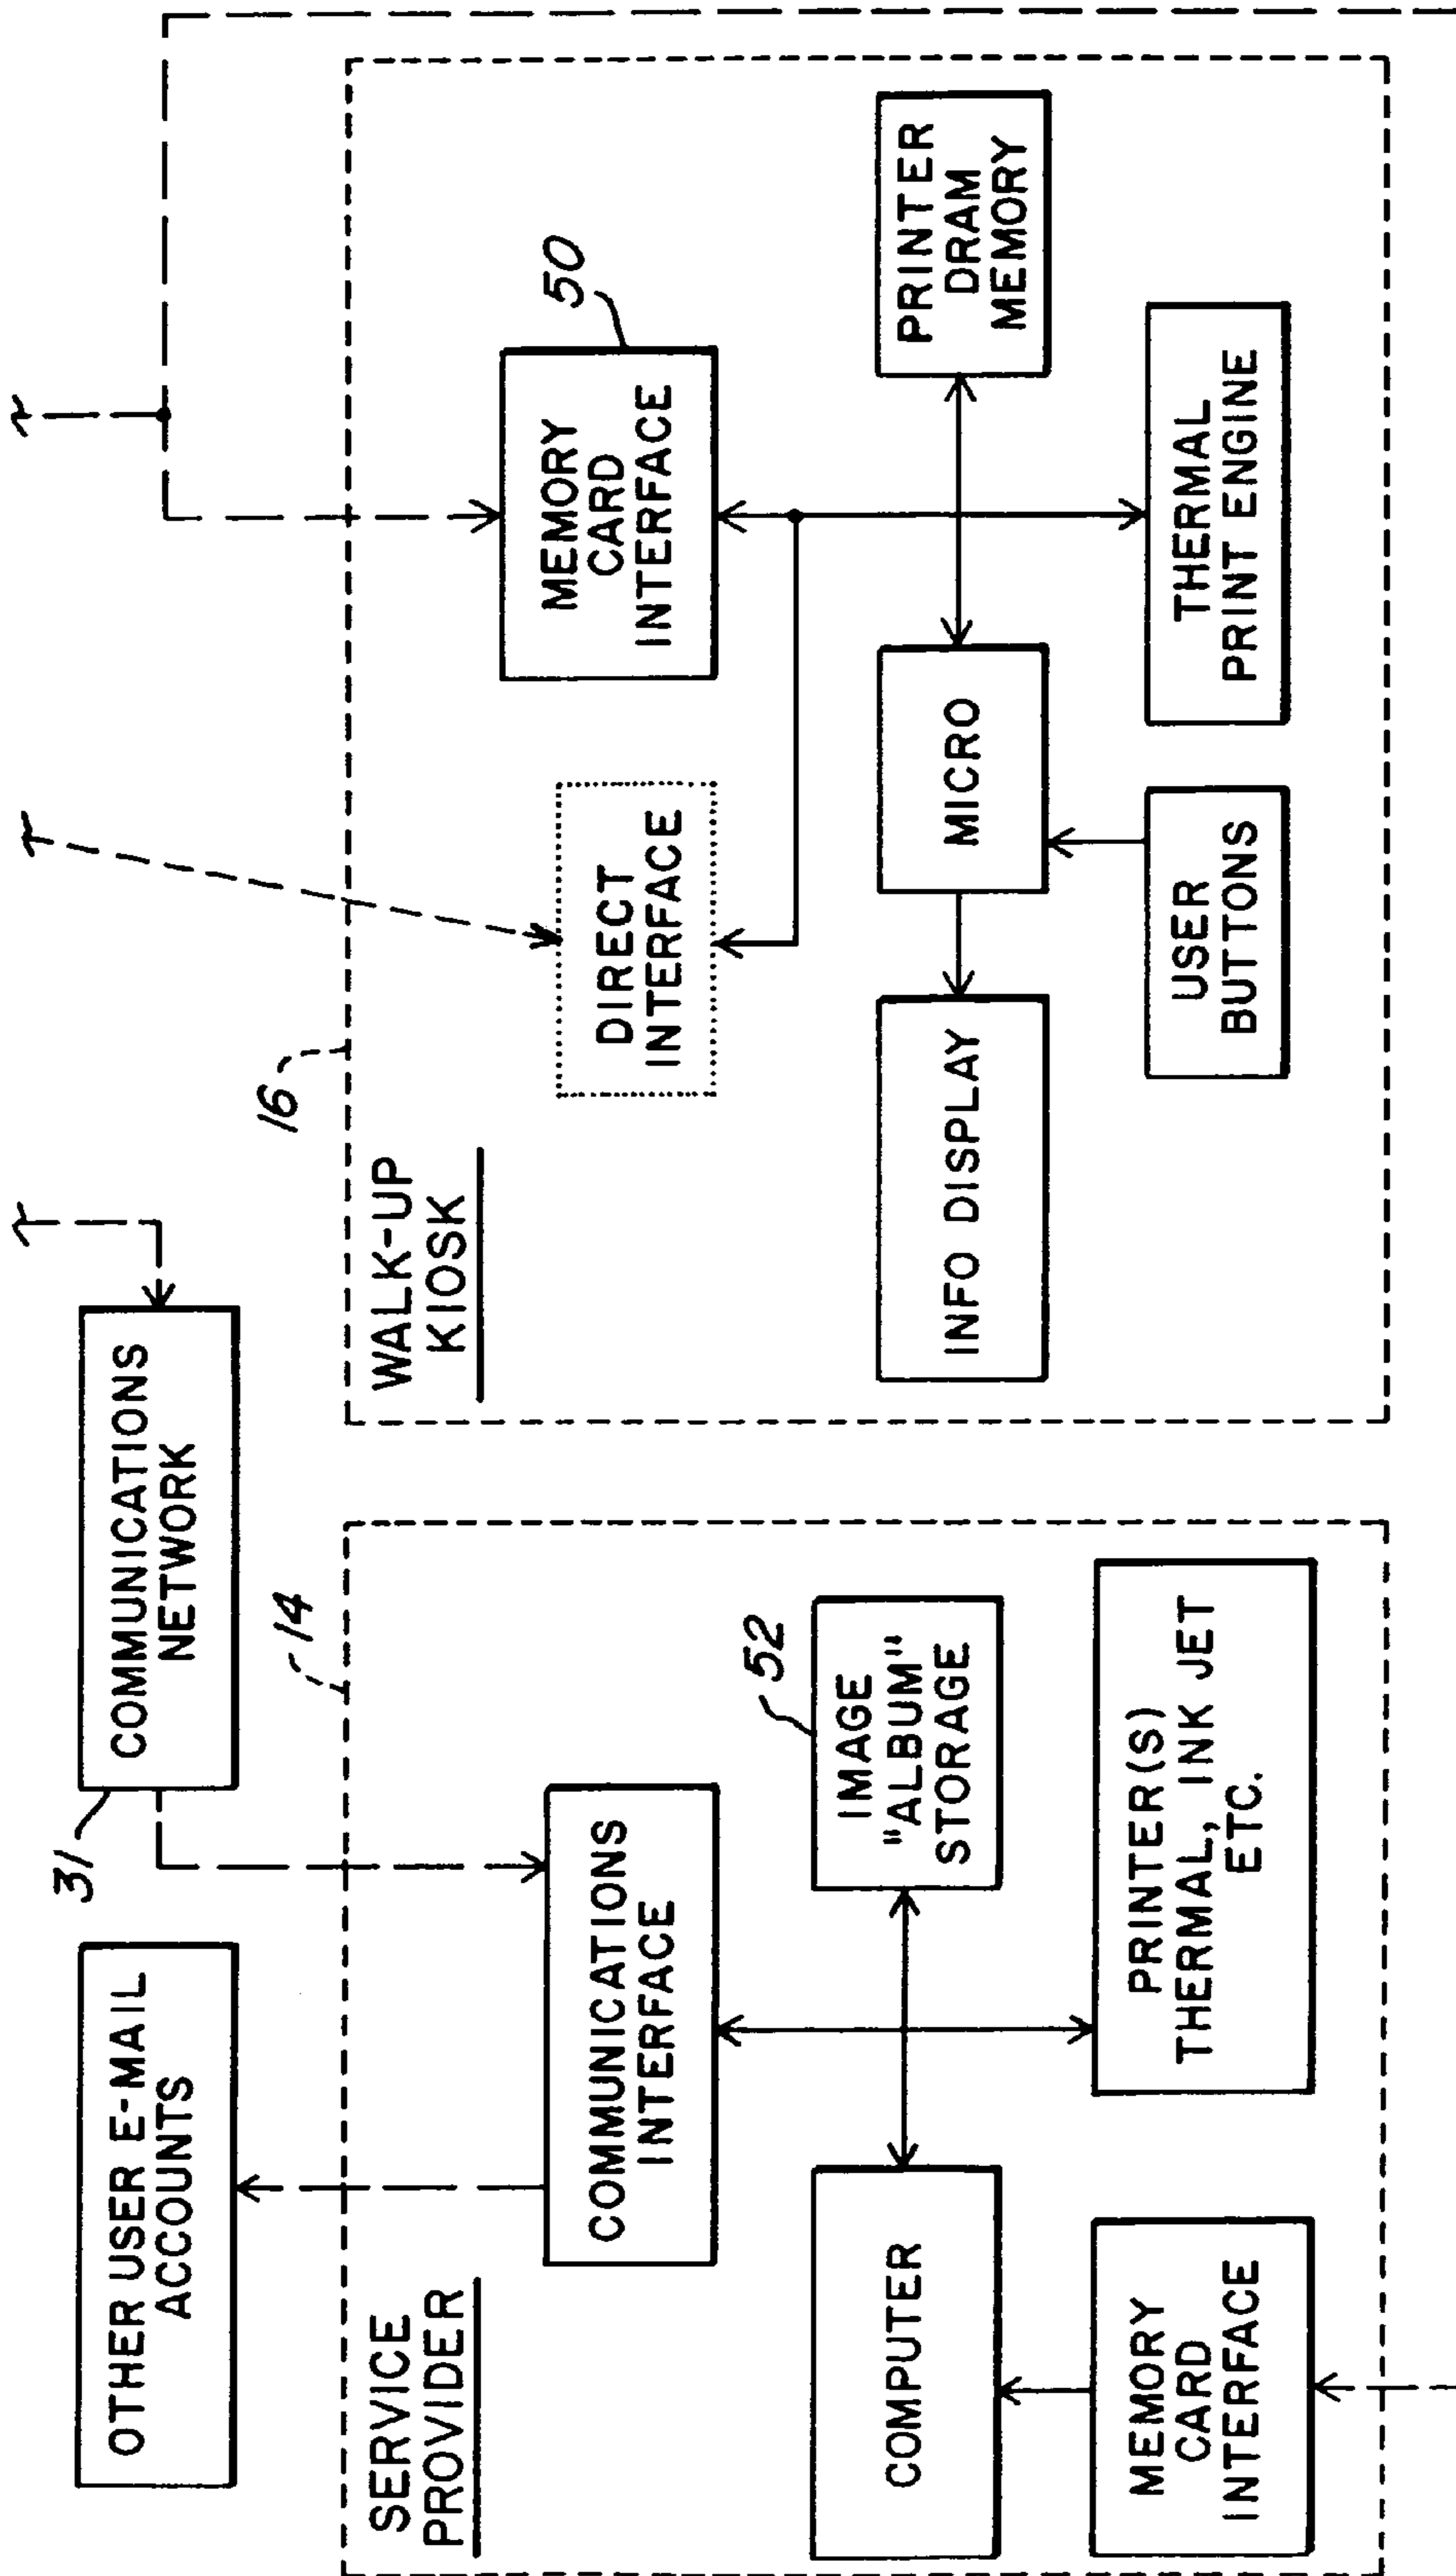 OTHER USER E-MAIL
ACCOUNTS
31
COMMUNICATIONS
NETWORK
SERVICE
PROVIDER
14
COMMUNICATIONS
INTERFACE
COMPUTER
52
IMAGE
"ALBUM"
STORAGE
MEMORY
CARD
INTERFACE
PRINTER(S)
THERMAL, INK JET
ETC.
WALK-UP
KIOSK
16
DIRECT
INTERFACE
MEMORY
CARD
INTERFACE
50
INFO DISPLAY
MICRO
PRINTER
DRAM
MEMORY
USER
BUTTONS
THERMAL
PRINT ENGINE